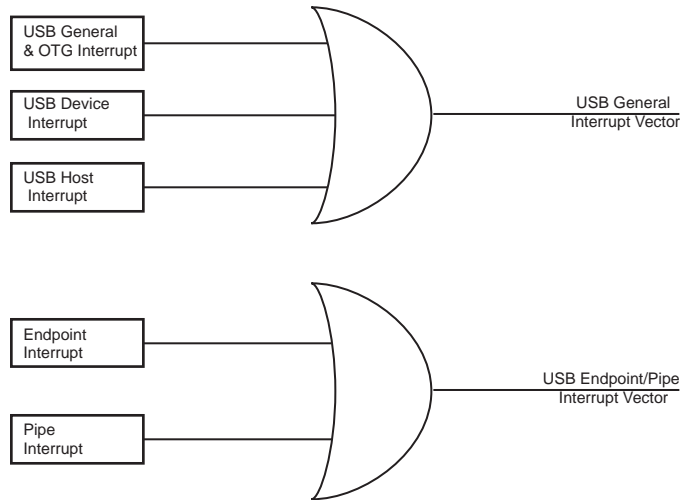 USB General
& OTG Interrupt
USB Device
Interrupt
USB Host
Interrupt
USB General
Interrupt Vector
Endpoint
Interrupt
Pipe
Interrupt
USB Endpoint/Pipe
Interrupt Vector